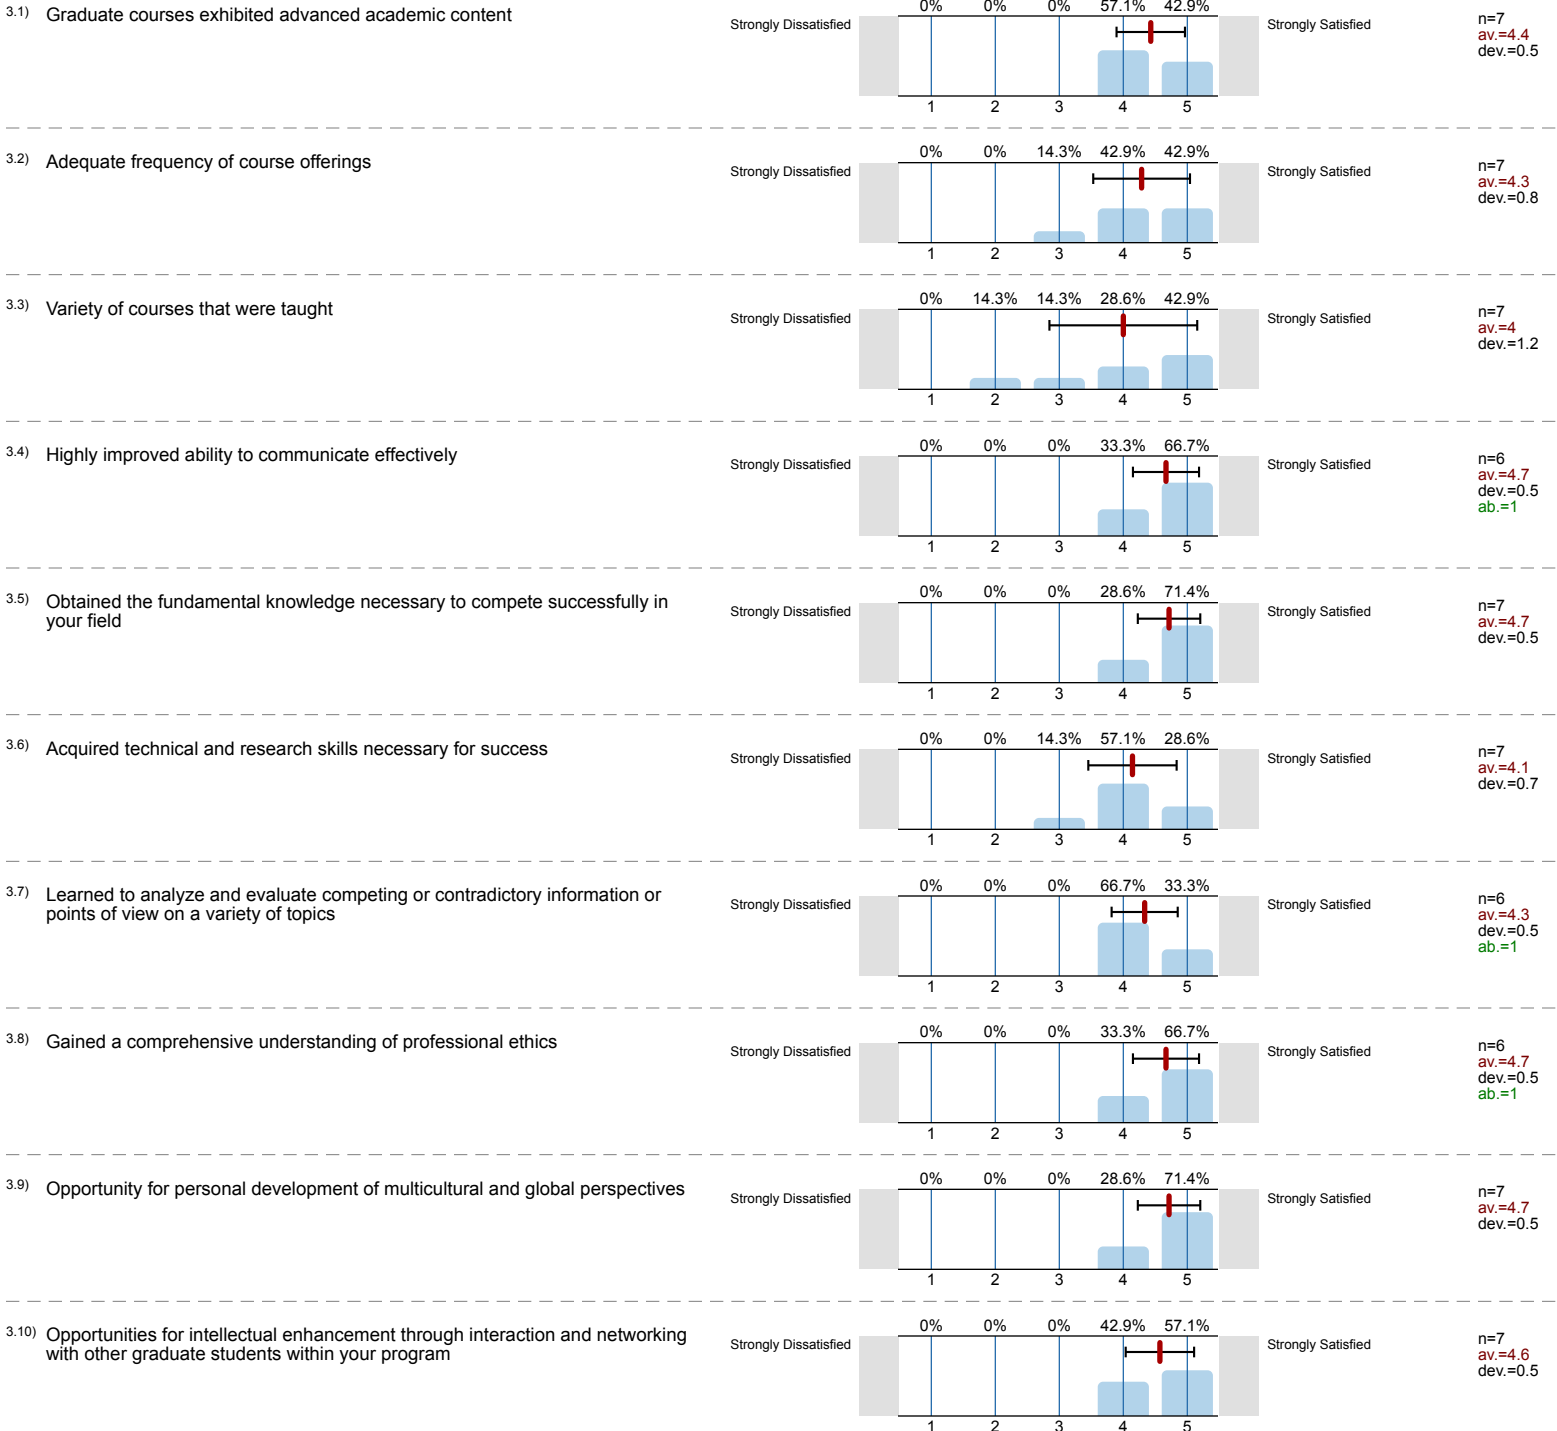 3.1) Graduate courses exhibited advanced academic content
0% 0% 0% 57.1% 42.9%
Strongly Dissatisfied Strongly Satisfied
n=7
av.=4.4
dev.=0.5
1 2 3 4 5
3.2) Adequate frequency of course offerings
0% 0% 14.3% 42.9% 42.9%
Strongly Dissatisfied Strongly Satisfied
n=7
av.=4.3
dev.=0.8
1 2 3 4 5
3.3) Variety of courses that were taught
0% 14.3% 14.3% 28.6% 42.9%
Strongly Dissatisfied Strongly Satisfied
n=7
av.=4
dev.=1.2
1 2 3 4 5
3.4) Highly improved ability to communicate effectively
0% 0% 0% 33.3% 66.7%
Strongly Dissatisfied Strongly Satisfied
n=6
av.=4.7
dev.=0.5
ab.=1
1 2 3 4 5
3.5) Obtained the fundamental knowledge necessary to compete successfully in
your field
0% 0% 0% 28.6% 71.4%
Strongly Dissatisfied Strongly Satisfied
n=7
av.=4.7
dev.=0.5
1 2 3 4 5
3.6) Acquired technical and research skills necessary for success
0% 0% 14.3% 57.1% 28.6%
Strongly Dissatisfied Strongly Satisfied
n=7
av.=4.1
dev.=0.7
1 2 3 4 5
3.7) Learned to analyze and evaluate competing or contradictory information or
points of view on a variety of topics
0% 0% 0% 66.7% 33.3%
Strongly Dissatisfied Strongly Satisfied
n=6
av.=4.3
dev.=0.5
ab.=1
1 2 3 4 5
3.8) Gained a comprehensive understanding of professional ethics
0% 0% 0% 33.3% 66.7%
Strongly Dissatisfied Strongly Satisfied
n=6
av.=4.7
dev.=0.5
ab.=1
1 2 3 4 5
3.9) Opportunity for personal development of multicultural and global perspectives
0% 0% 0% 28.6% 71.4%
Strongly Dissatisfied Strongly Satisfied
n=7
av.=4.7
dev.=0.5
1 2 3 4 5
3.10) Opportunities for intellectual enhancement through interaction and networking
with other graduate students within your program
0% 0% 0% 42.9% 57.1%
Strongly Dissatisfied Strongly Satisfied
n=7
av.=4.6
dev.=0.5
1 2 3 4 5